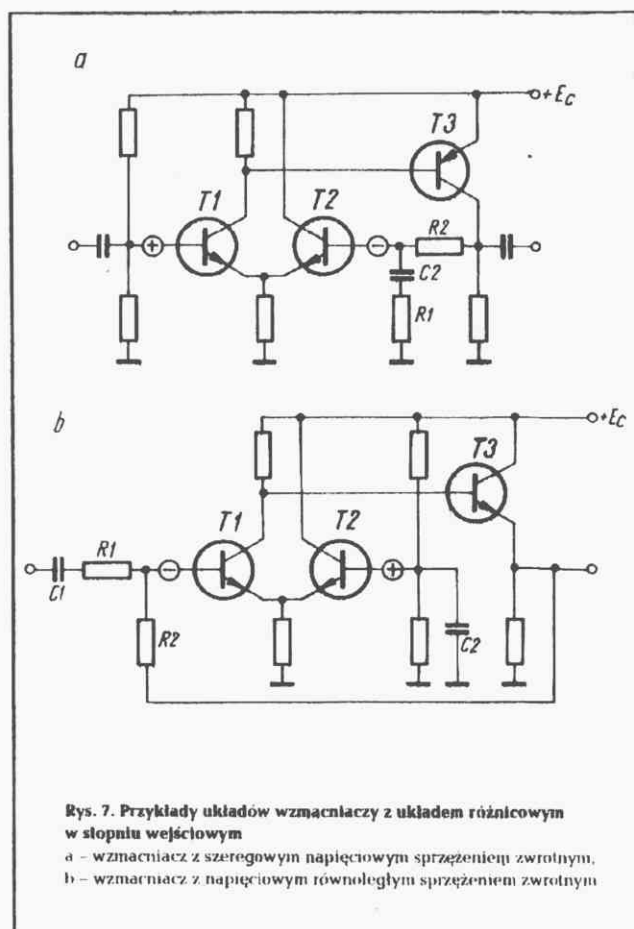 a
+Ec
T3
T1
T2
+
−
R2
C2
R1
b
+Ec
T3
T1
T2
R1
−
+
C1
R2
C2
Rys. 7. Przykłady układów wzmacniaczy z układem różnicowym
w stopniu wejściowym
a – wzmacniacz z szeregowym napięciowym sprzężeniem zwrotnym,
b – wzmacniacz z napięciowym równoległym sprzężeniem zwrotnym